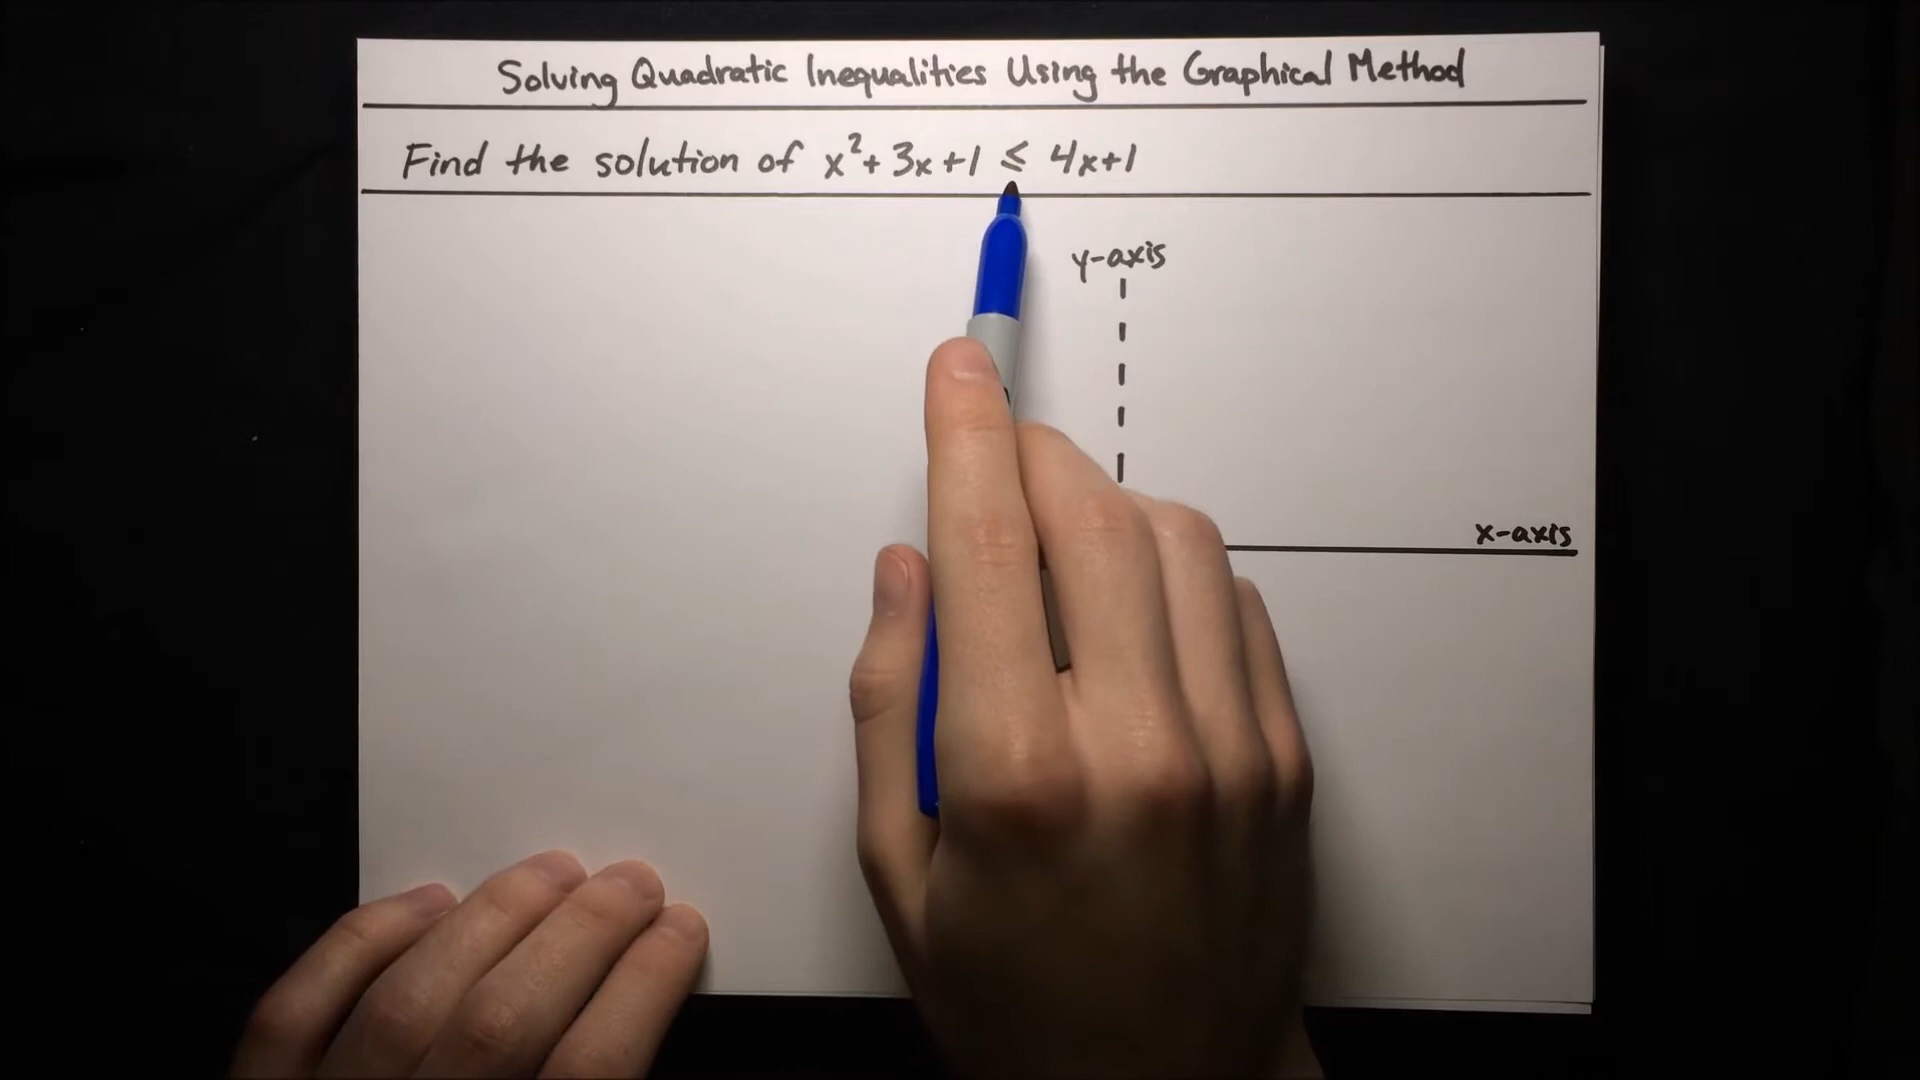 Solving Quadratic Inequalities Using the Graphical Method
Find the solution of x²+3x+1 ≤ 4x+1
y-axis
x-axis